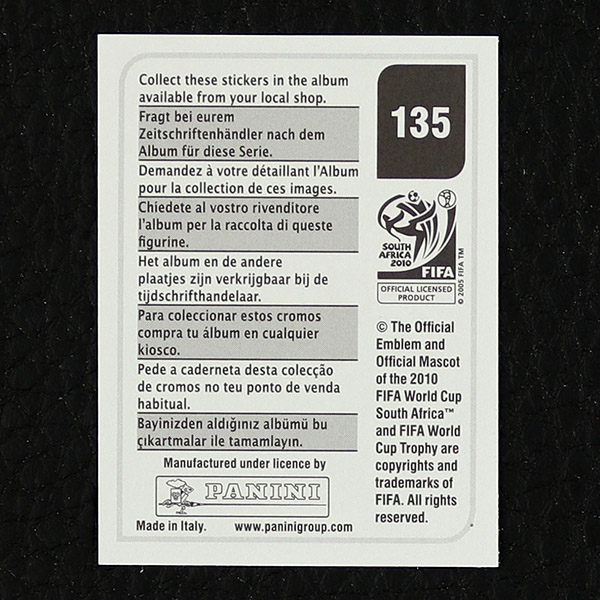 Collect these stickers in the album
available from your local shop.
Fragt bei eurem
Zeitschriftenhändler nach dem
Album für diese Serie.
Demandez à votre détaillant l'Album
pour la collection de ces images.
Chiedete al vostro rivenditore
l'album per la raccolta di queste
figurine.
Het album en de andere
plaatjes zijn verkrijgbaar bij de
tijdschrifthandelaar.
Para coleccionar estos cromos
compra tu álbum en cualquier
kiosco.
Pede a caderneta desta colecção
de cromos no teu ponto de venda
habitual.
Bayinizden aldığınız albümü bu
çıkartmalar ile tamamlayın.
Manufactured under licence by
PANINI
Made in Italy. www.paninigroup.com
135
SOUTH
AFRICA
2010
FIFA
OFFICIAL LICENSED
PRODUCT
© 2005 FIFA TM
© The Official
Emblem and
Official Mascot
of the 2010
FIFA World Cup
South Africa™
and FIFA World
Cup Trophy are
copyrights and
trademarks of
FIFA. All rights
reserved.